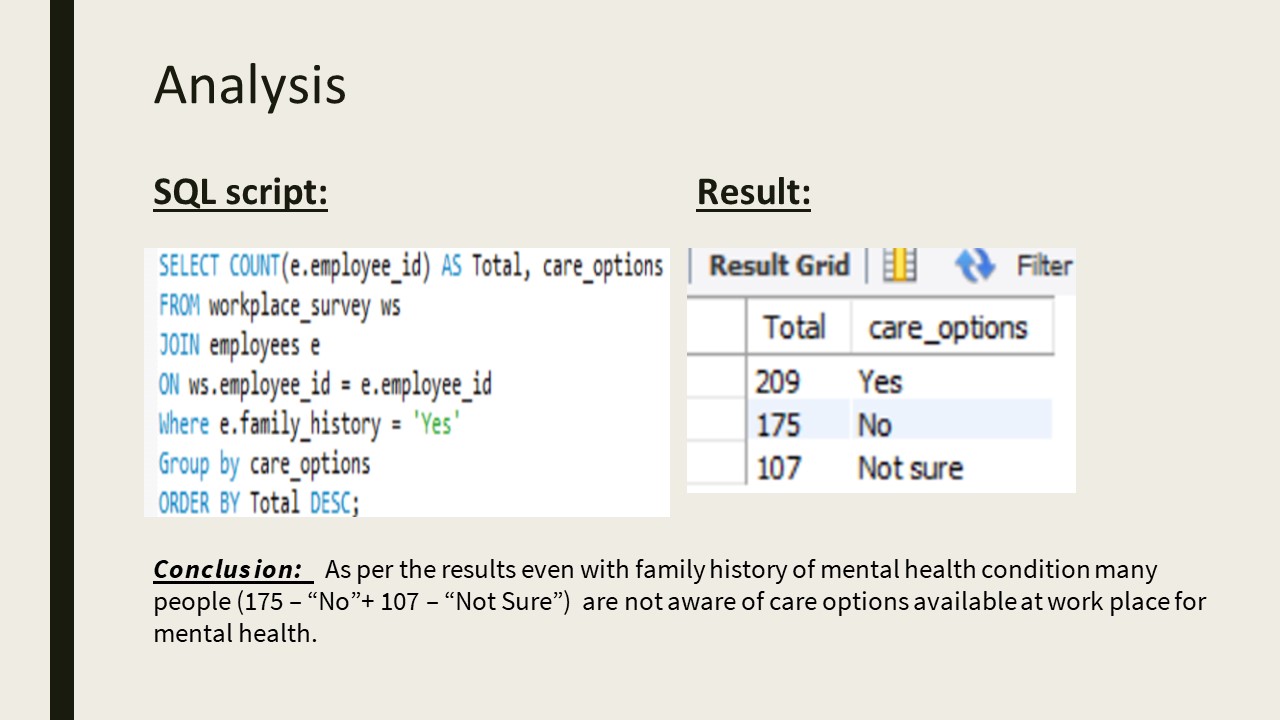 Analysis
SQL script:
Result:
SELECT COUNT(e.employee_id) AS Total, care_options
FROM workplace_survey ws
JOIN employees e
ON ws.employee_id = e.employee_id
Where e.family_history = 'Yes'
Group by care_options
ORDER BY Total DESC;
Result Grid Filter
Total care_options
209 Yes
175 No
107 Not sure
Conclusion: As per the results even with family history of mental health condition many
people (175 – “No”+ 107 – “Not Sure”) are not aware of care options available at work place for
mental health.